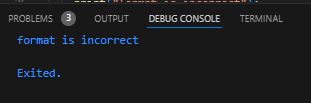 PROBLEMS 3 OUTPUT DEBUG CONSOLE TERMINAL
format is incorrect
Exited.